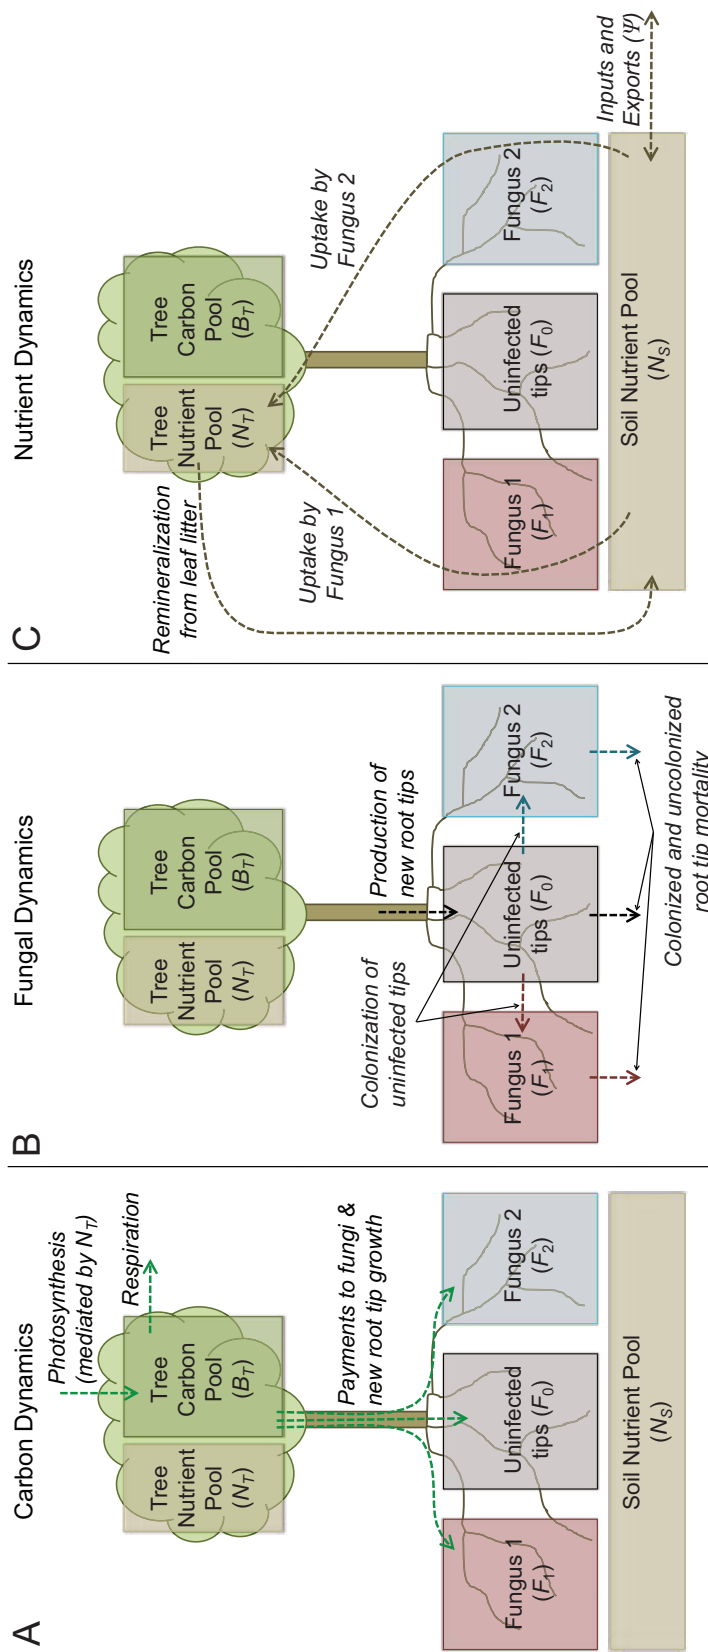 A
Carbon Dynamics
Photosynthesis
(mediated by N_T)
Respiration
Tree
Nutrient
Pool
(N_T)
Tree
Carbon
Pool
(B_T)
Payments to fungi &
new root tip growth
Fungus 1
(F_1)
Uninfected
tips (F_0)
Fungus 2
(F_2)
Soil Nutrient Pool
(N_S)
B
Fungal Dynamics
Tree
Nutrient
Pool
(N_T)
Tree
Carbon
Pool
(B_T)
Production of
new root tips
Colonization of
uninfected tips
Fungus 1
(F_1)
Uninfected
tips (F_0)
Fungus 2
(F_2)
Colonized and uncolonized
root tip mortality
C
Nutrient Dynamics
Remineralization
from leaf litter
Tree
Nutrient
Pool
(N_T)
Tree
Carbon
Pool
(B_T)
Uptake by
Fungus 1
Uptake by
Fungus 2
Fungus 1
(F_1)
Uninfected
tips (F_0)
Fungus 2
(F_2)
Inputs and
Exports (Ψ)
Soil Nutrient Pool
(N_S)